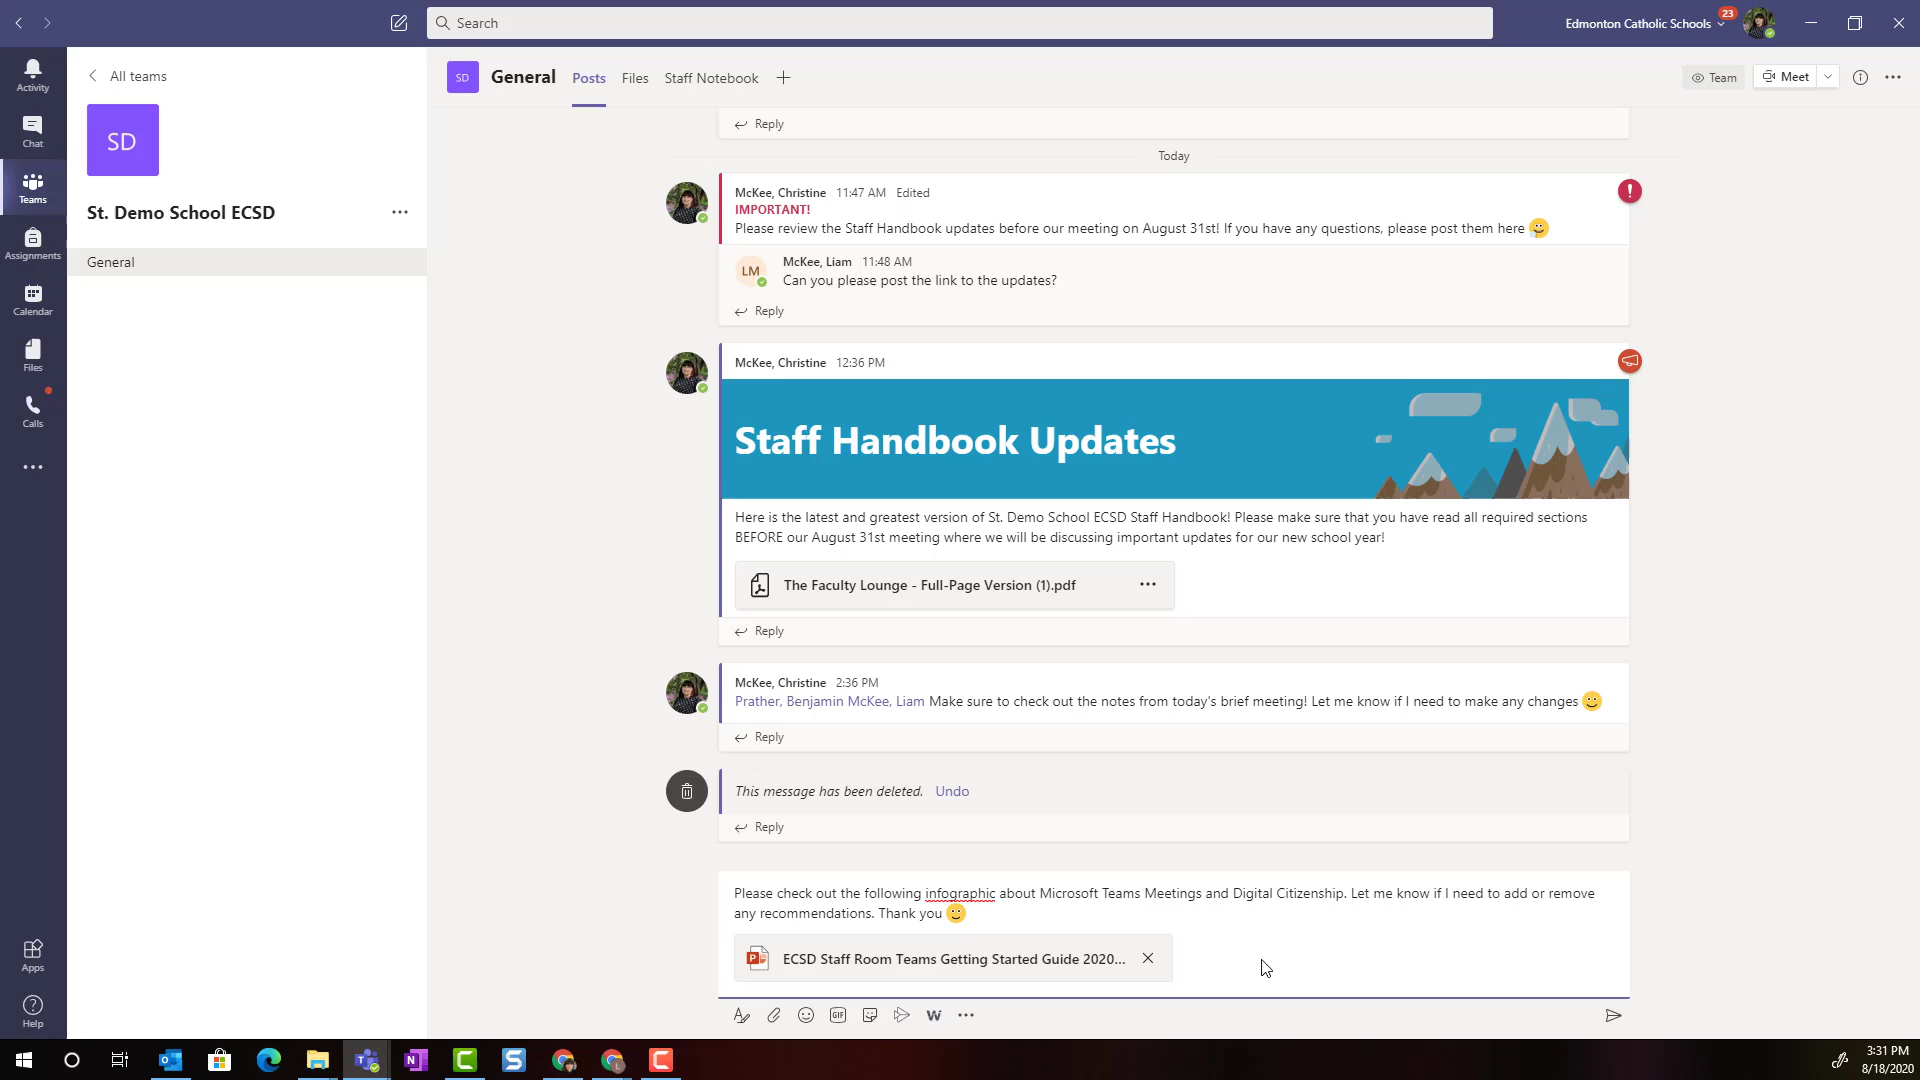 Search
Edmonton Catholic Schools
23
Activity
Chat
Teams
Assignments
Calendar
Files
Calls
Apps
Help
All teams
SD
St. Demo School ECSD
General
SD
General
Posts
Files
Staff Notebook
Team
Meet
Reply
Today
McKee, Christine 11:47 AM Edited
IMPORTANT!
Please review the Staff Handbook updates before our meeting on August 31st! If you have any questions, please post them here
LM
McKee, Liam 11:48 AM
Can you please post the link to the updates?
Reply
McKee, Christine 12:36 PM
Staff Handbook Updates
Here is the latest and greatest version of St. Demo School ECSD Staff Handbook! Please make sure that you have read all required sections
BEFORE our August 31st meeting where we will be discussing important updates for our new school year!
The Faculty Lounge - Full-Page Version (1).pdf
Reply
McKee, Christine 2:36 PM
Prather, Benjamin McKee, Liam Make sure to check out the notes from today's brief meeting! Let me know if I need to make any changes
Reply
This message has been deleted. Undo
Reply
Please check out the following infographic about Microsoft Teams Meetings and Digital Citizenship. Let me know if I need to add or remove
any recommendations. Thank you
ECSD Staff Room Teams Getting Started Guide 2020...
GIF
W
3:31 PM
8/18/2020